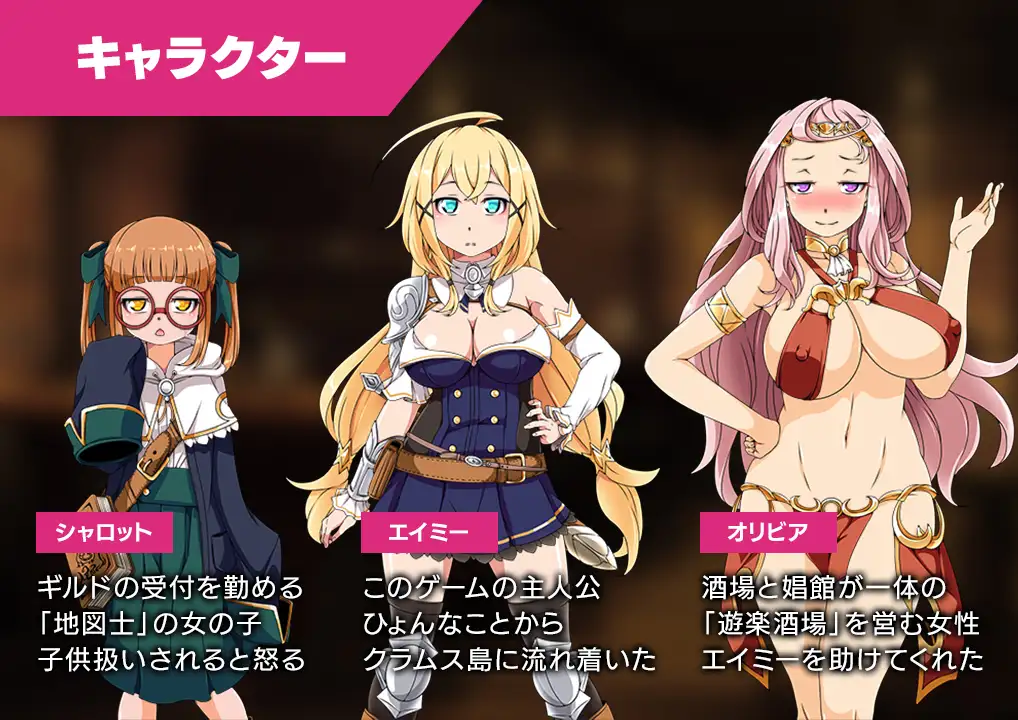 キャラクター
シャロット
ギルドの受付を勤める
「地図士」の女の子
子供扱いされると怒る
エイミー
このゲームの主人公
ひょんなことから
クラムス島に流れ着いた
オリビア
酒場と娼館が一体の
「遊楽酒場」を営む女性
エイミーを助けてくれた